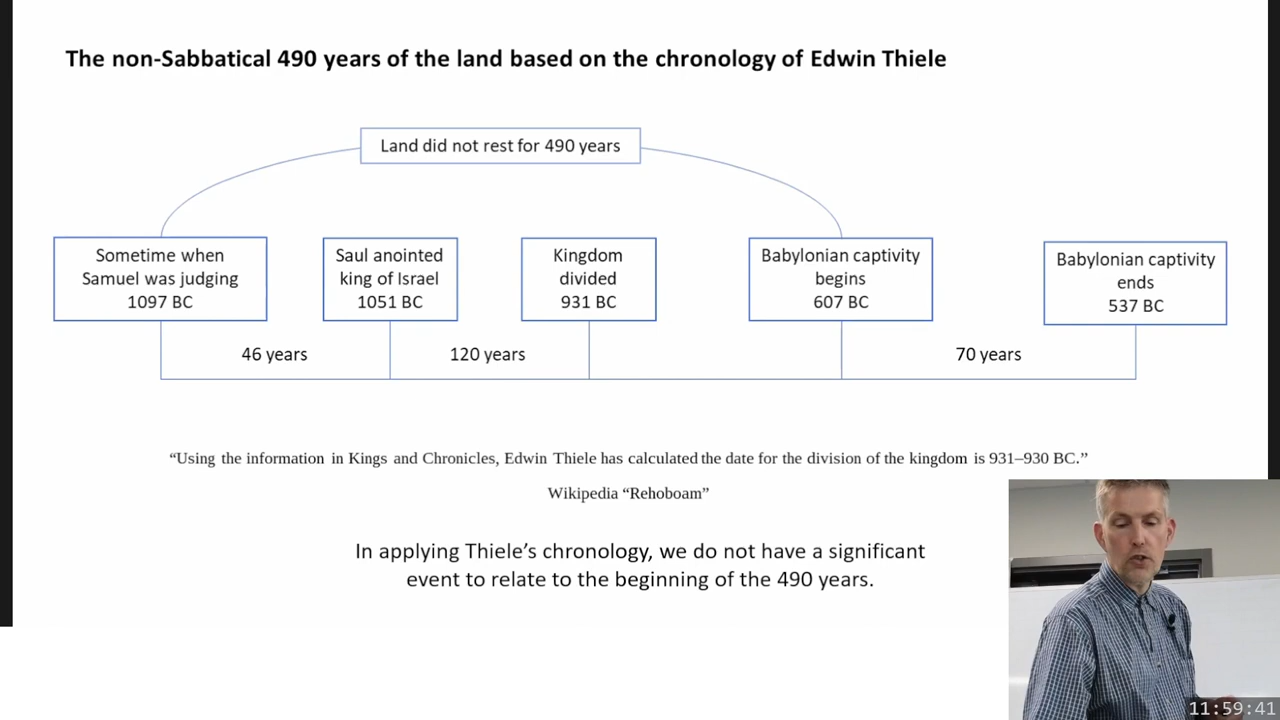 The non-Sabbatical 490 years of the land based on the chronology of Edwin Thiele
Land did not rest for 490 years
Sometime when
Samuel was judging
1097 BC
Saul anointed
king of Israel
1051 BC
Kingdom
divided
931 BC
Babylonian captivity
begins
607 BC
Babylonian captivity
ends
537 BC
46 years
120 years
70 years
“Using the information in Kings and Chronicles, Edwin Thiele has calculated the date for the division of the kingdom is 931–930 BC.”
Wikipedia “Rehoboam”
In applying Thiele’s chronology, we do not have a significant
event to relate to the beginning of the 490 years.
11:59:41